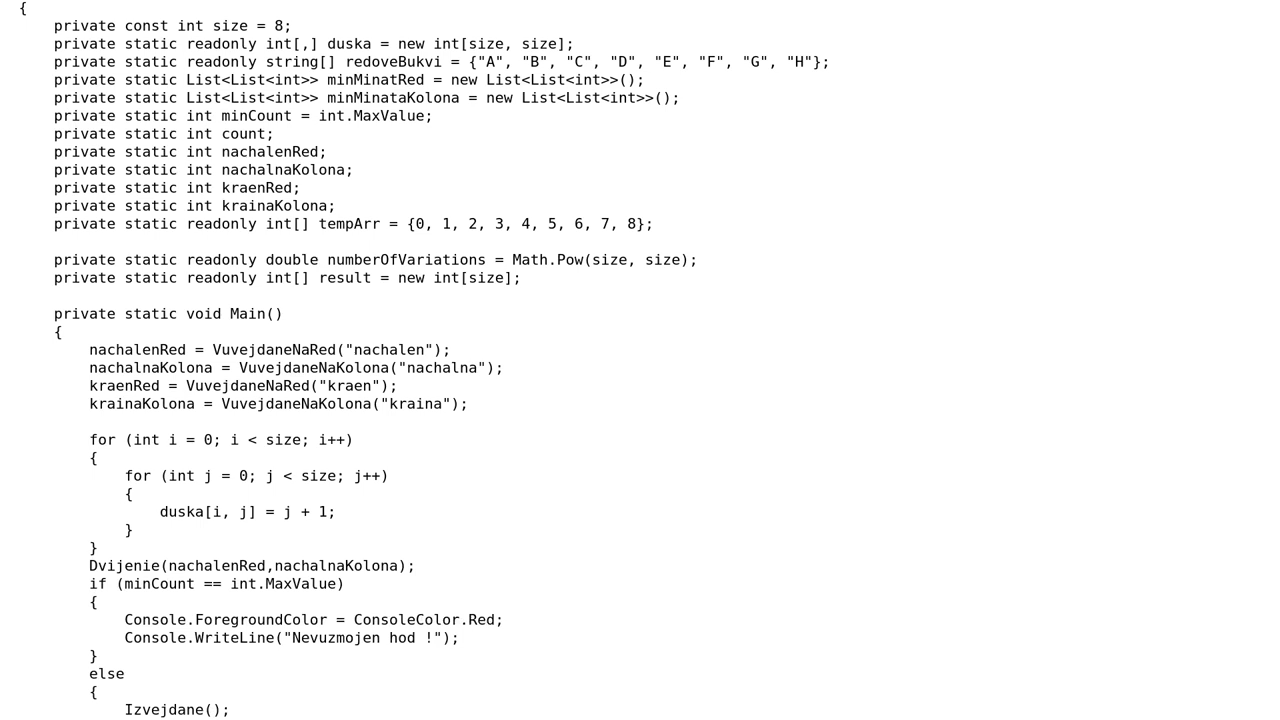 {
    private const int size = 8;
    private static readonly int[,] duska = new int[size, size];
    private static readonly string[] redoveBukvi = {"A", "B", "C", "D", "E", "F", "G", "H"};
    private static List<List<int>> minMinatRed = new List<List<int>>();
    private static List<List<int>> minMinataKolona = new List<List<int>>();
    private static int minCount = int.MaxValue;
    private static int count;
    private static int nachalenRed;
    private static int nachalnaKolona;
    private static int kraenRed;
    private static int krainaKolona;
    private static readonly int[] tempArr = {0, 1, 2, 3, 4, 5, 6, 7, 8};

    private static readonly double numberOfVariations = Math.Pow(size, size);
    private static readonly int[] result = new int[size];

    private static void Main()
    {
        nachalenRed = VuvejdaneNaRed("nachalen");
        nachalnaKolona = VuvejdaneNaKolona("nachalna");
        kraenRed = VuvejdaneNaRed("kraen");
        krainaKolona = VuvejdaneNaKolona("kraina");

        for (int i = 0; i < size; i++)
        {
            for (int j = 0; j < size; j++)
            {
                duska[i, j] = j + 1;
            }
        }
        Dvijenie(nachalenRed,nachalnaKolona);
        if (minCount == int.MaxValue)
        {
            Console.ForegroundColor = ConsoleColor.Red;
            Console.WriteLine("Nevuzmojen hod !");
        }
        else
        {
            Izvejdane();